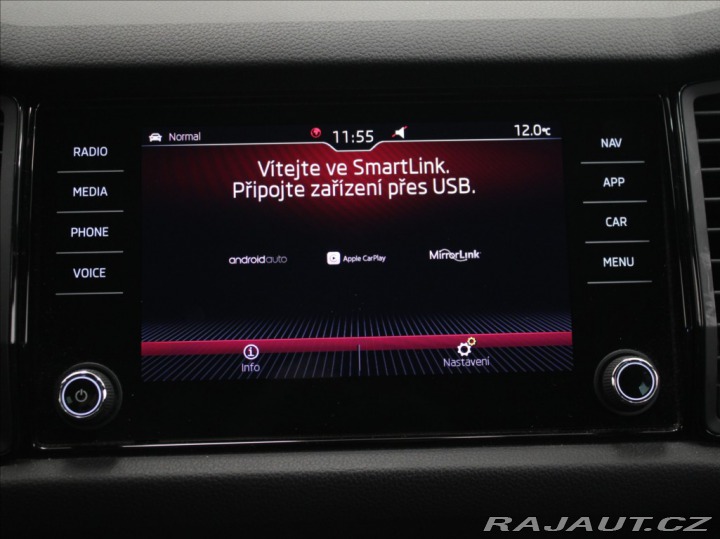 Normal
11:55
12.0°C
Vítejte ve SmartLink.
Připojte zařízení přes USB.
androidauto
Apple CarPlay
MirrorLink
Info
Nastavení
RADIO
MEDIA
PHONE
VOICE
NAV
APP
CAR
MENU
RAJAUT.CZ